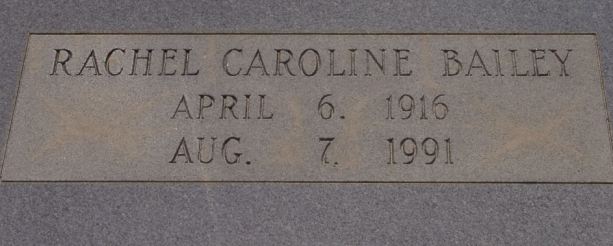 RACHEL CAROLINE BAILEY
APRIL 6. 1916
AUG. 7. 1991